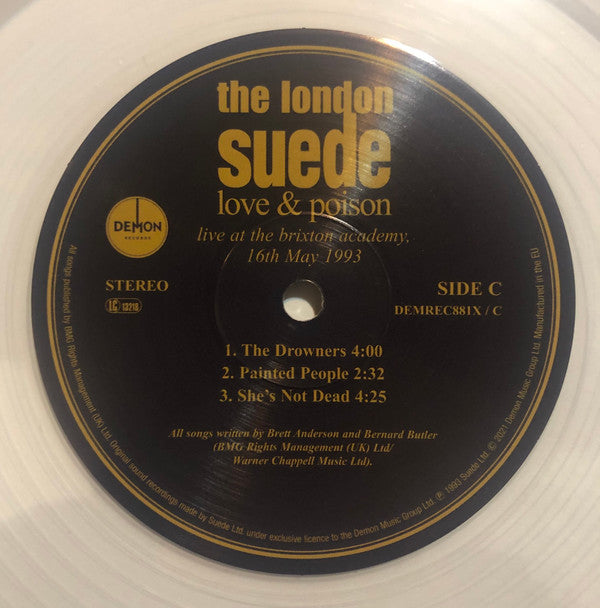 the london
suede
love & poison
live at the brixton academy,
16th May 1993
DEMON
RECORDS
STEREO
LC 13218
SIDE C
DEMREC881X / C
1. The Drowners 4:00
2. Painted People 2:32
3. She's Not Dead 4:25
All songs written by Brett Anderson and Bernard Butler
(BMG Rights Management (UK) Ltd/
Warner Chappell Music Ltd).
All songs published by BMG Rights Management (UK) Ltd. Original sound recordings made by Suede Ltd. under exclusive licence to the Demon Music Group Ltd. ℗ 1993 Suede Ltd. © 2021 Demon Music Group Ltd. Manufactured in the EU